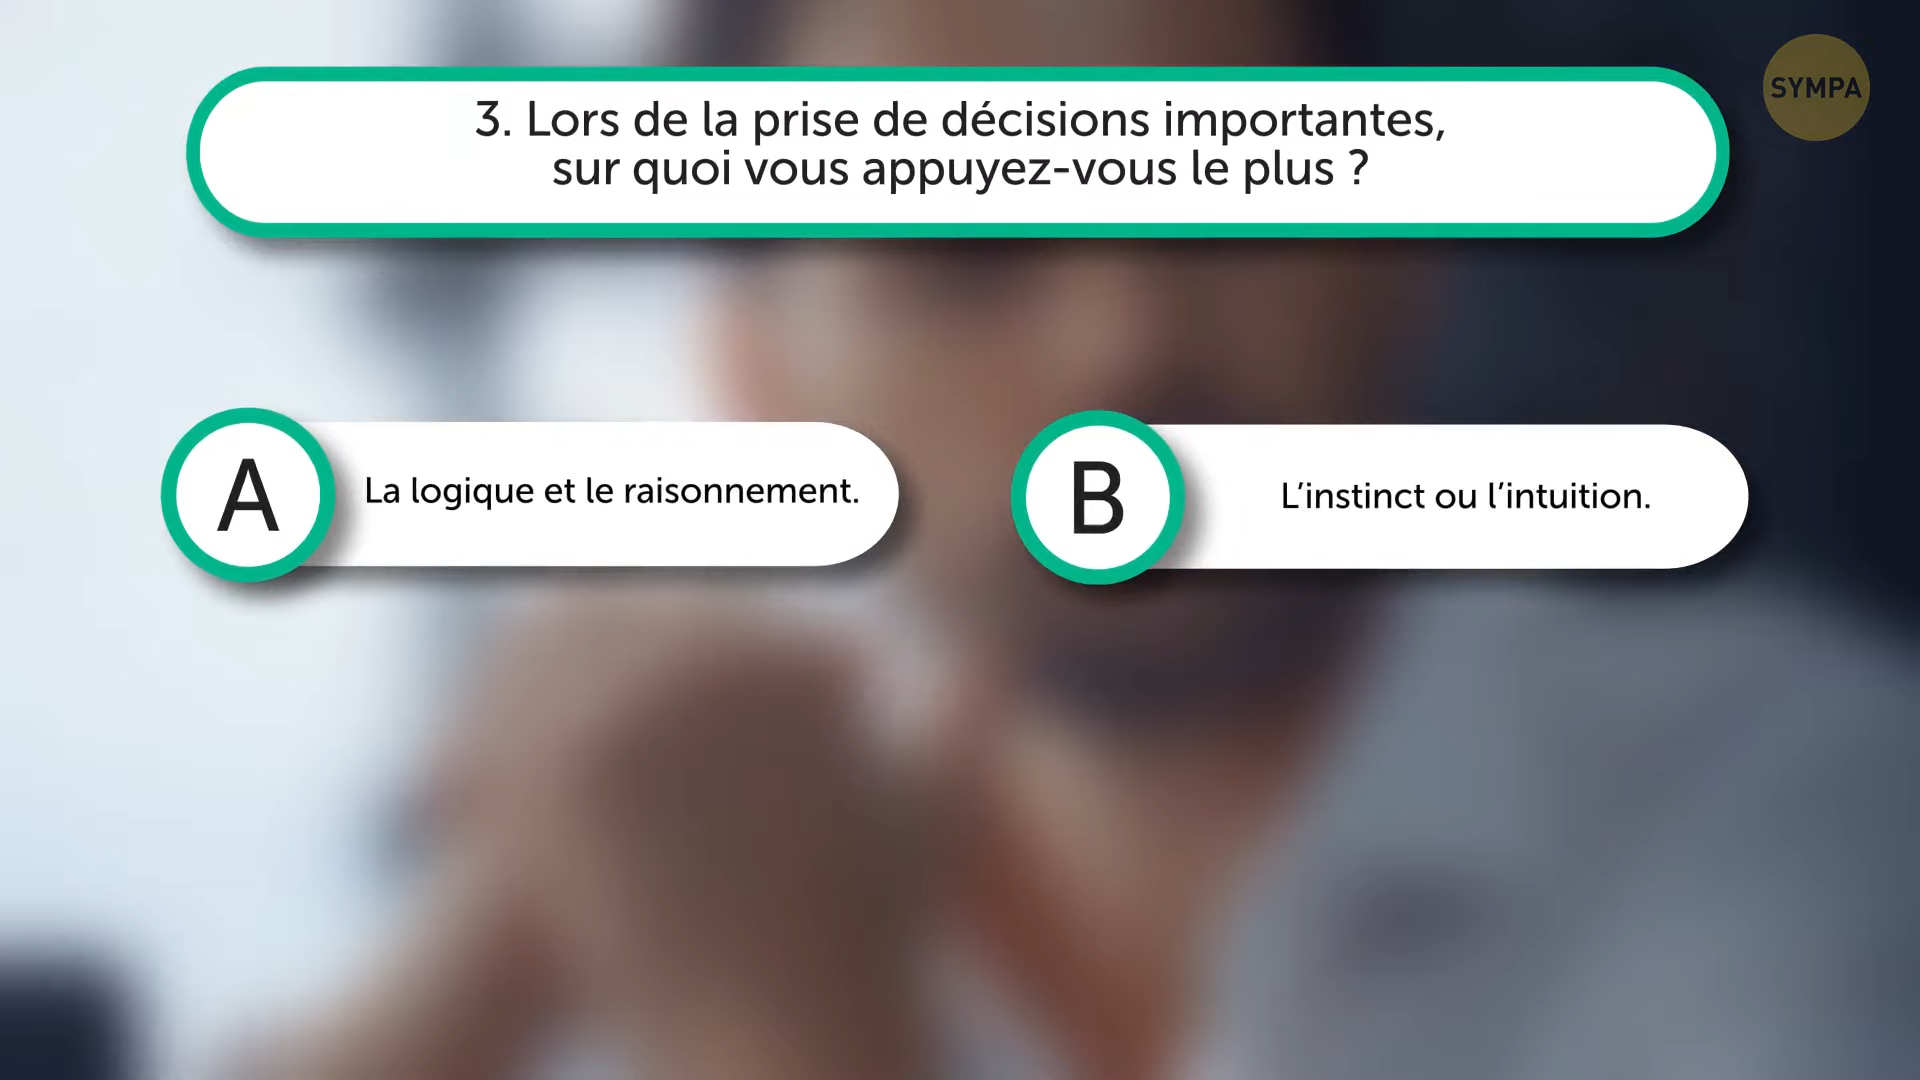 SYMPA
3. Lors de la prise de décisions importantes,
sur quoi vous appuyez-vous le plus ?
A
La logique et le raisonnement.
B
L’instinct ou l’intuition.